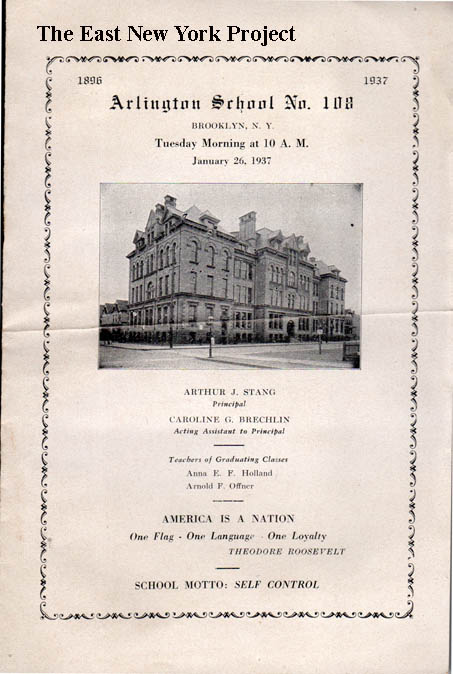 The East New York Project
1896 1937
Arlington School No. 108
BROOKLYN, N. Y.
Tuesday Morning at 10 A. M.
January 26, 1937
ARTHUR J. STANG
Principal
CAROLINE G. BRECHLIN
Acting Assistant to Principal
Teachers of Graduating Classes
Anna E. F. Holland
Arnold F. Offner
AMERICA IS A NATION
One Flag - One Language - One Loyalty
THEODORE ROOSEVELT
SCHOOL MOTTO: SELF CONTROL